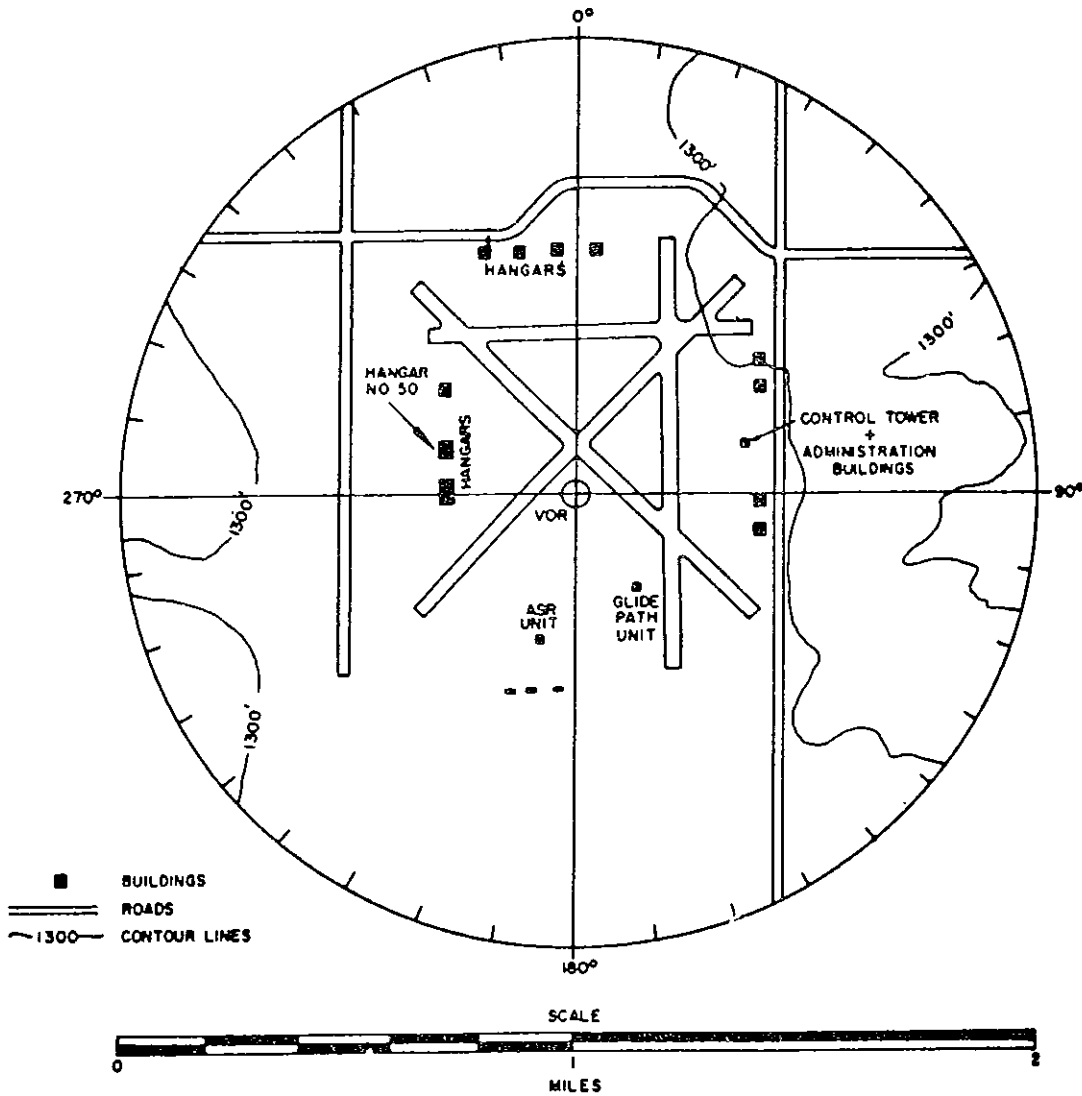 0°
1300'
HANGARS
1300'
HANGAR
NO 50
HANGARS
CONTROL TOWER
+
ADMINISTRATION
BUILDINGS
270°
90°
VOR
1300'
ASR
UNIT
GLIDE
PATH
UNIT
1300'
BUILDINGS
ROADS
1300 CONTOUR LINES
180°
SCALE
0 1 2
MILES